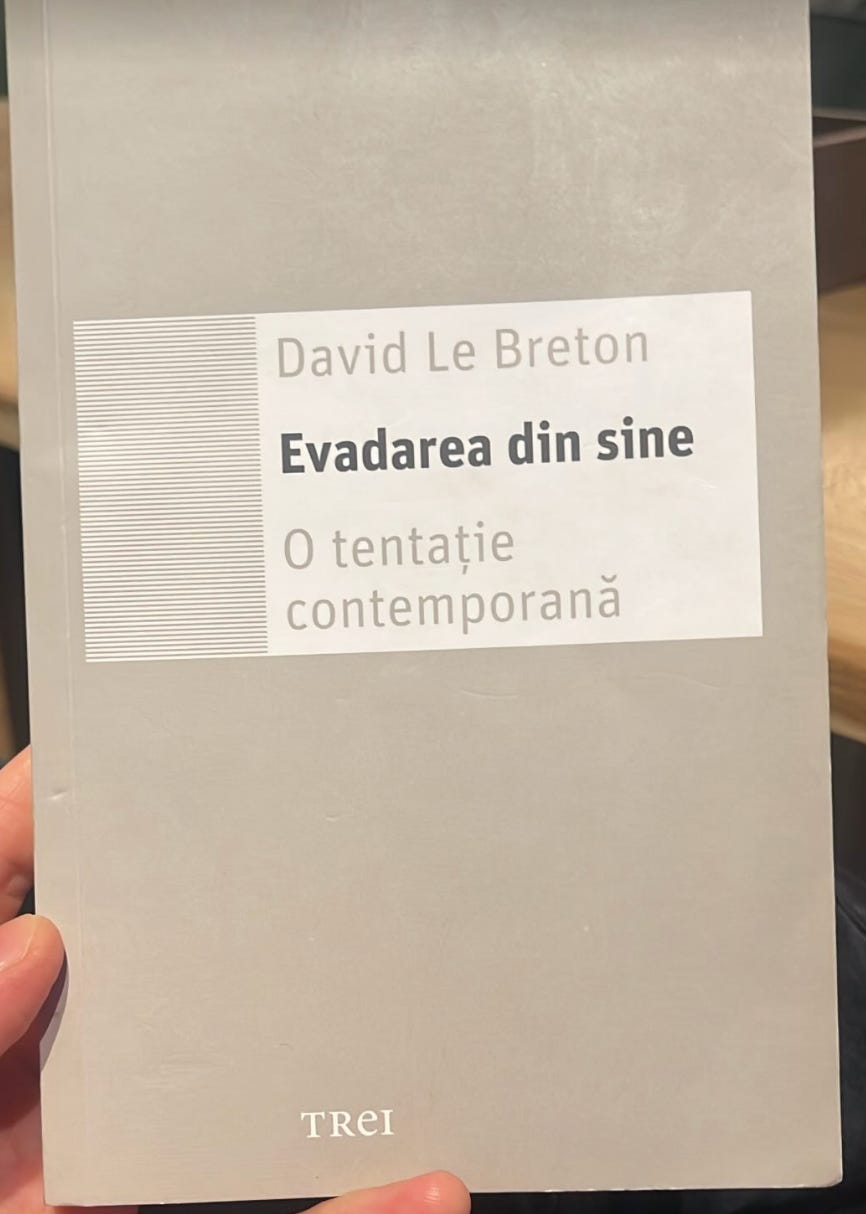 David Le Breton
Evadarea din sine
O tentație
contemporană
TReI